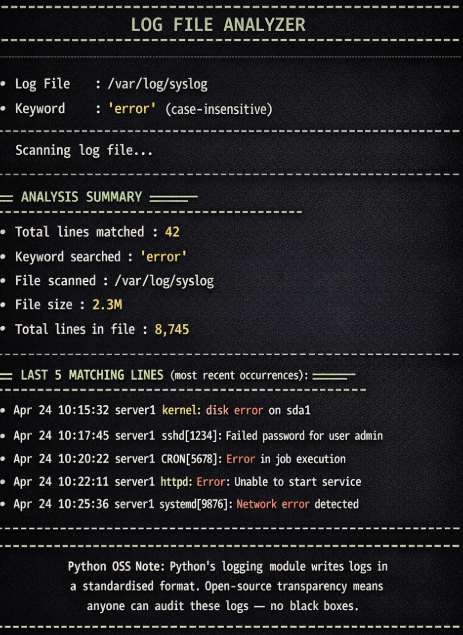 LOG FILE ANALYZER
• Log File : /var/log/syslog
• Keyword : 'error' (case-insensitive)
Scanning log file...
== ANALYSIS SUMMARY ==
• Total lines matched : 42
• Keyword searched : 'error'
• File scanned : /var/log/syslog
• File size : 2.3M
• Total lines in file : 8,745
== LAST 5 MATCHING LINES (most recent occurrences): ==
• Apr 24 10:15:32 server1 kernel: disk error on sda1
• Apr 24 10:17:45 server1 sshd[1234]: Failed password for user admin
• Apr 24 10:20:22 server1 CRON[5678]: Error in job execution
• Apr 24 10:22:11 server1 httpd: Error: Unable to start service
• Apr 24 10:25:36 server1 systemd[9876]: Network error detected
Python OSS Note: Python's logging module writes logs in
a standardised format. Open-source transparency means
anyone can audit these logs — no black boxes.